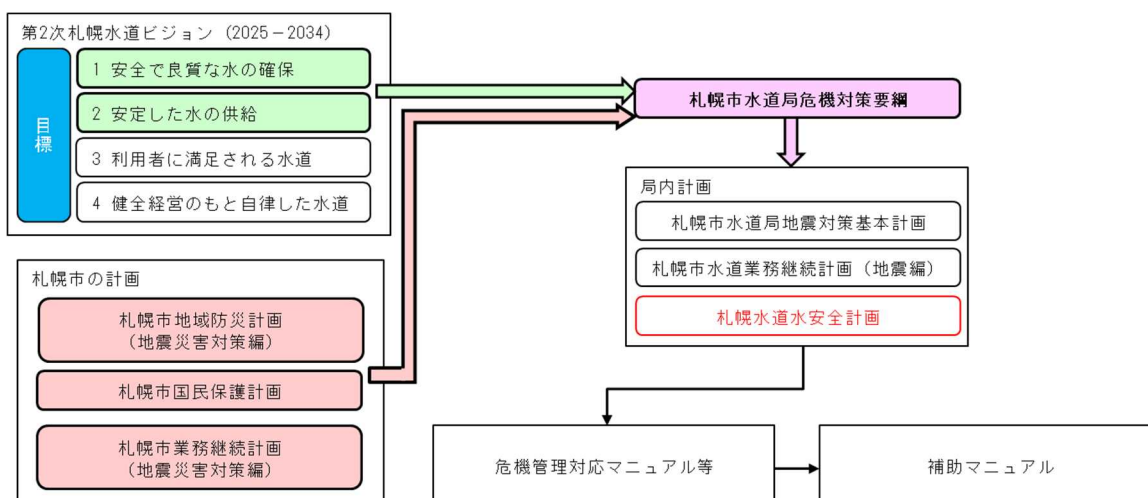 第2次札幌水道ビジョン（2025－2034）
目標
1 安全で良質な水の確保
2 安定した水の供給
3 利用者に満足される水道
4 健全経営のもと自律した水道
札幌市の計画
札幌市地域防災計画
（地震災害対策編）
札幌市国民保護計画
札幌市業務継続計画
（地震災害対策編）
札幌市水道局危機対策要綱
局内計画
札幌市水道局地震対策基本計画
札幌市水道業務継続計画（地震編）
札幌水道水安全計画
危機管理対応マニュアル等
補助マニュアル